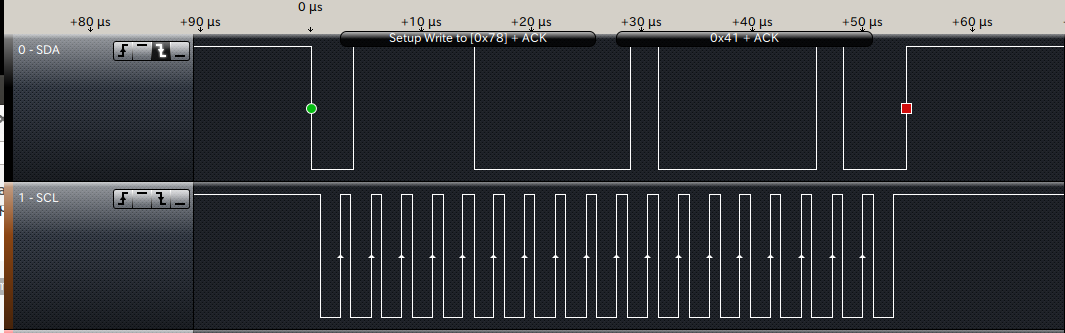 0 µs
+80 µs +90 µs +10 µs +20 µs +30 µs +40 µs +50 µs +60 µs
0 - SDA
Setup Write to [0x78] + ACK
0x41 + ACK
1 - SCL